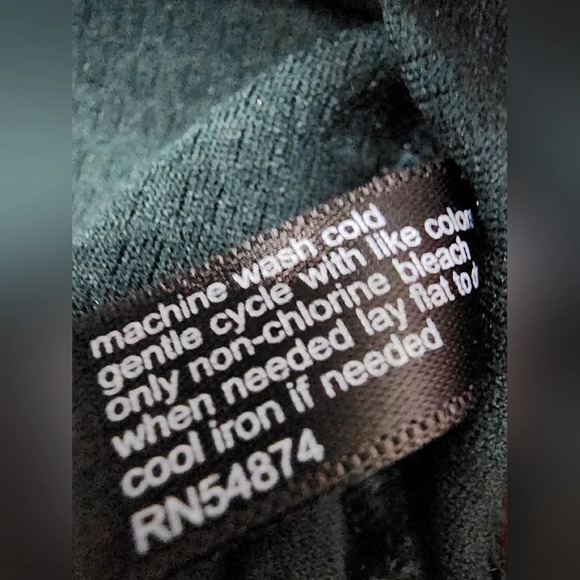 machine wash cold
gentle cycle with like color
only non-chlorine bleach
when needed lay flat to d
cool iron if needed
RN54874